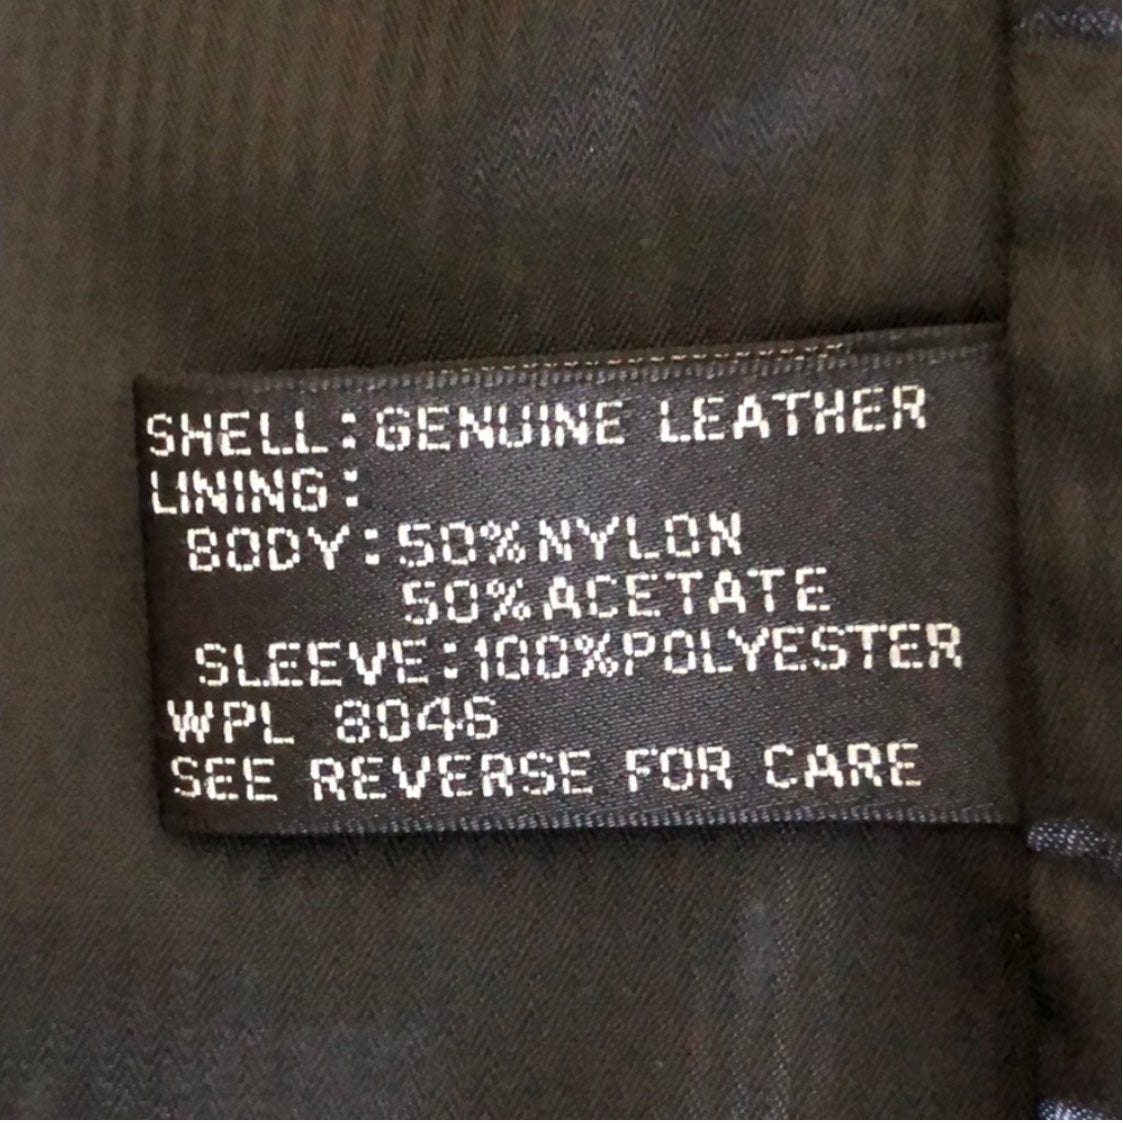 SHELL:GENUINE LEATHER
LINING:
BODY:50%NYLON
50%ACETATE
SLEEVE:100%POLYESTER
WPL 8046
SEE REVERSE FOR CARE